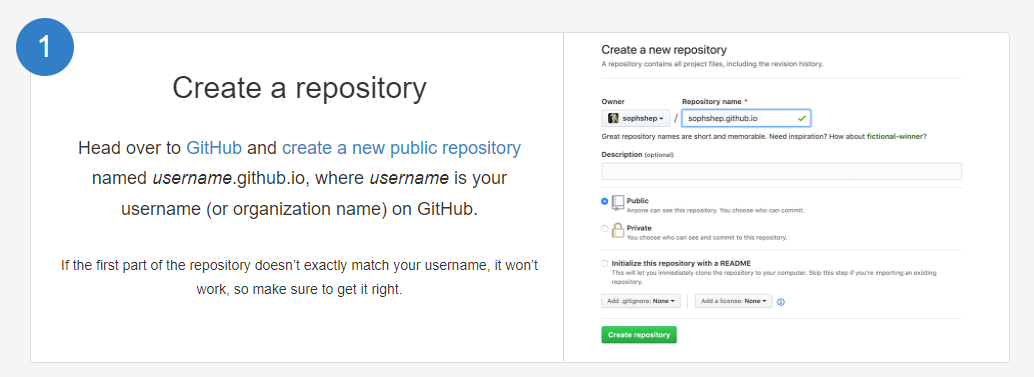 1
Create a repository
Head over to GitHub and create a new public repository
named username.github.io, where username is your
username (or organization name) on GitHub.
If the first part of the repository doesn’t exactly match your username, it won’t
work, so make sure to get it right.
Create a new repository
A repository contains all project files, including the revision history.
Owner
Repository name *
sophshep
/
sophshep.github.io
Great repository names are short and memorable. Need inspiration? How about fictional-winner?
Description (optional)
Public
Anyone can see this repository. You choose who can commit.
Private
You choose who can see and commit to this repository.
Initialize this repository with a README
This will let you immediately clone the repository to your computer. Skip this step if you're importing an existing
repository.
Add .gitignore: None
Add a license: None
Create repository